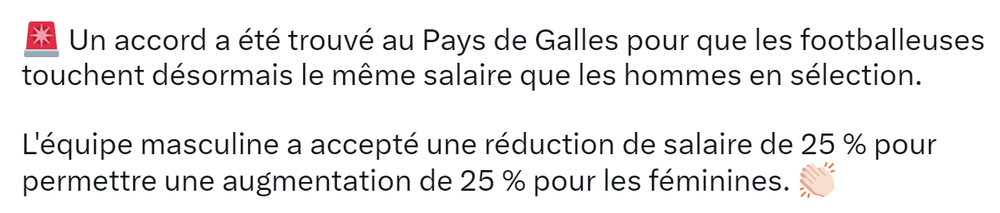 🚨 Un accord a été trouvé au Pays de Galles pour que les footballeuses
touchent désormais le même salaire que les hommes en sélection.
L'équipe masculine a accepté une réduction de salaire de 25 % pour
permettre une augmentation de 25 % pour les féminines. 👏🏻